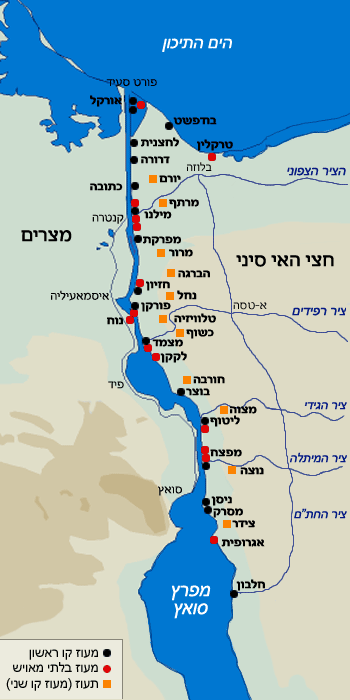 הים התיכון
פורט סעיד
אורקל
בודפשט
לחצנית
טרקלין
דרורה
בלוזה
הציר הצפוני
יורם
כתובה
מרתף
מילנו
קנטרה
מצרים
מפרקת
מרור
חצי האי סיני
הברגה
חזיון
נחל
איסמאעיליה
פורקן
א-טסה
ציר רפידים
נוח
טלוויזיה
כשוף
מצמד
לקקן
פיד
חורבה
בוצר
ציר הגידי
מצוה
ליטוף
מפצח
ציר המיתלה
נוצה
סואץ
ניסן
מסרק
ציר החת"ם
צידר
אגרופית
חלבון
מפרץ
סואץ
מעוז קו ראשון
מעוז בלתי מאויש
תעוז (מעוז קו שני)